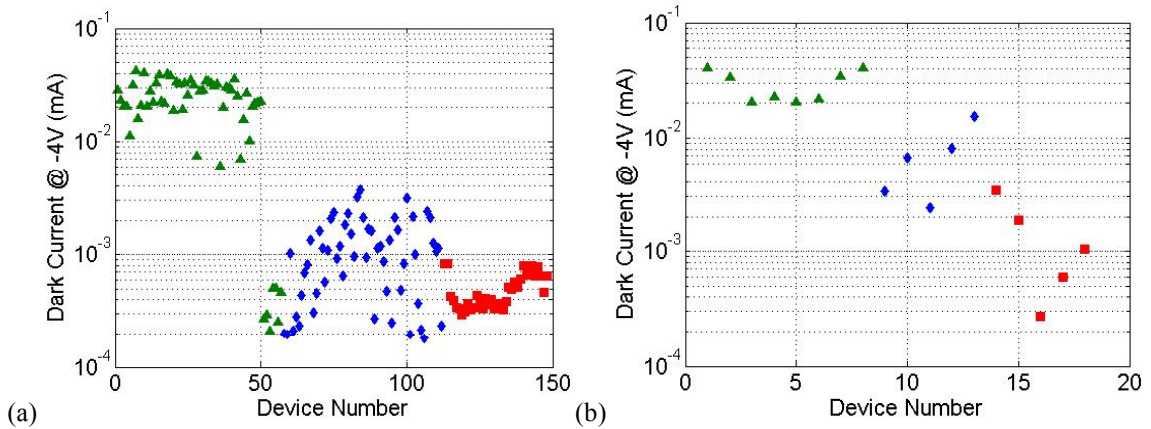 (a)
Dark Current @ -4V (mA)
10^-1
10^-2
10^-3
10^-4
0 50 100 150
Device Number
(b)
Dark Current @ -4V (mA)
10^-1
10^-2
10^-3
10^-4
0 5 10 15 20
Device Number